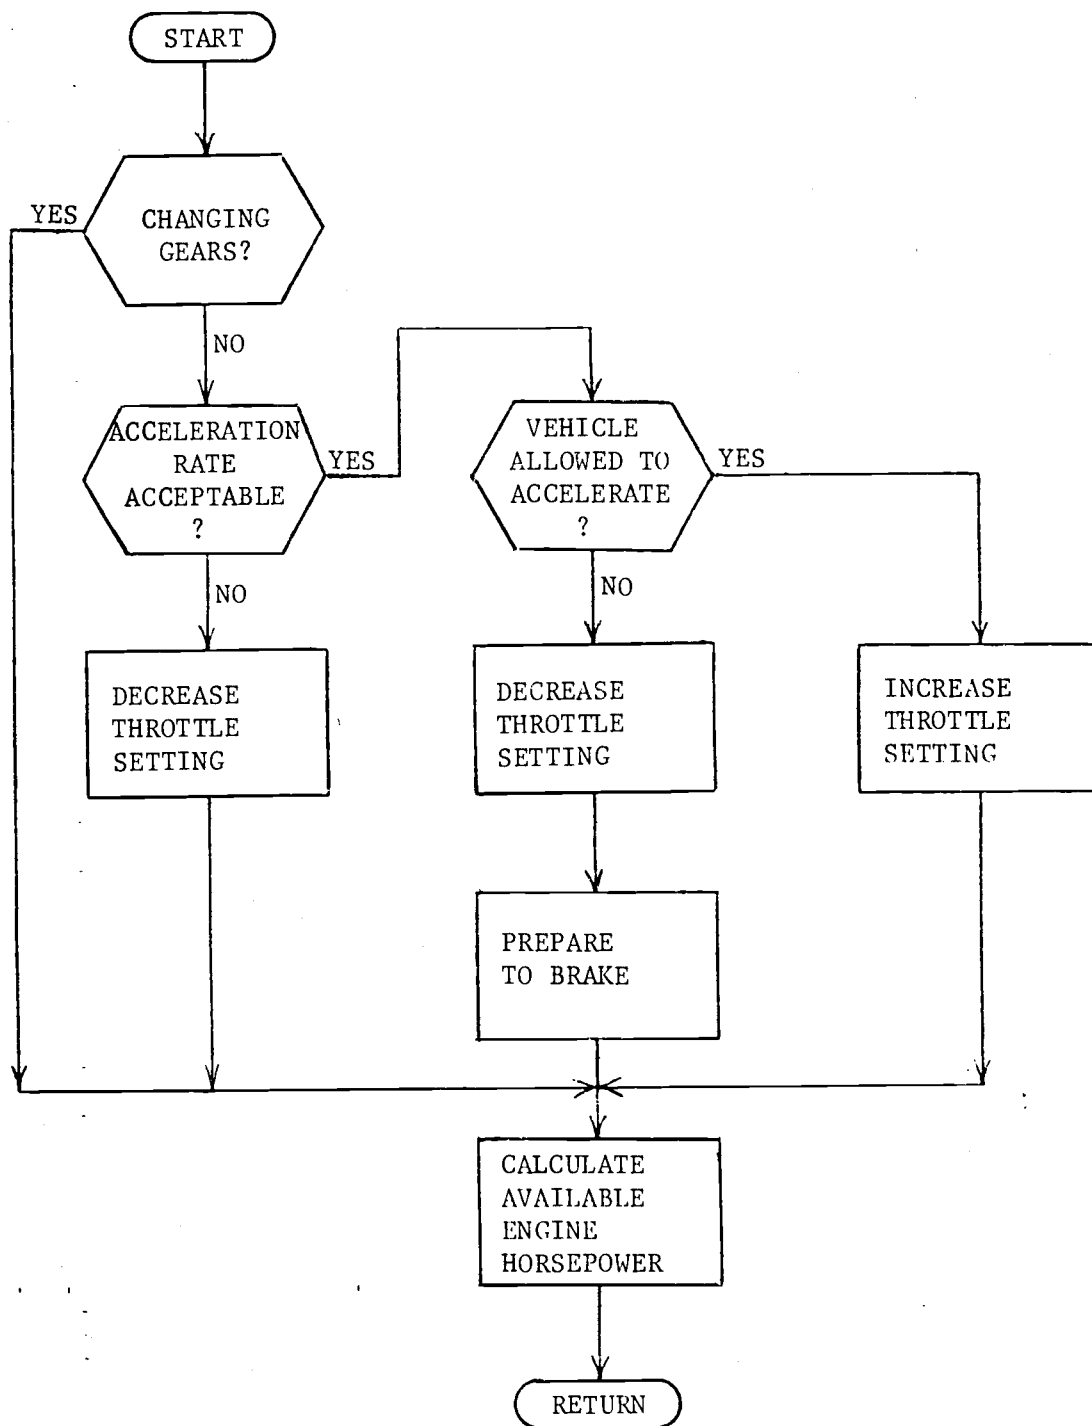 START
YES
CHANGING
GEARS?
NO
ACCELERATION
RATE
ACCEPTABLE
?
YES
VEHICLE
ALLOWED TO
ACCELERATE
?
YES
NO
NO
DECREASE
THROTTLE
SETTING
DECREASE
THROTTLE
SETTING
INCREASE
THROTTLE
SETTING
PREPARE
TO BRAKE
CALCULATE
AVAILABLE
ENGINE
HORSEPOWER
RETURN